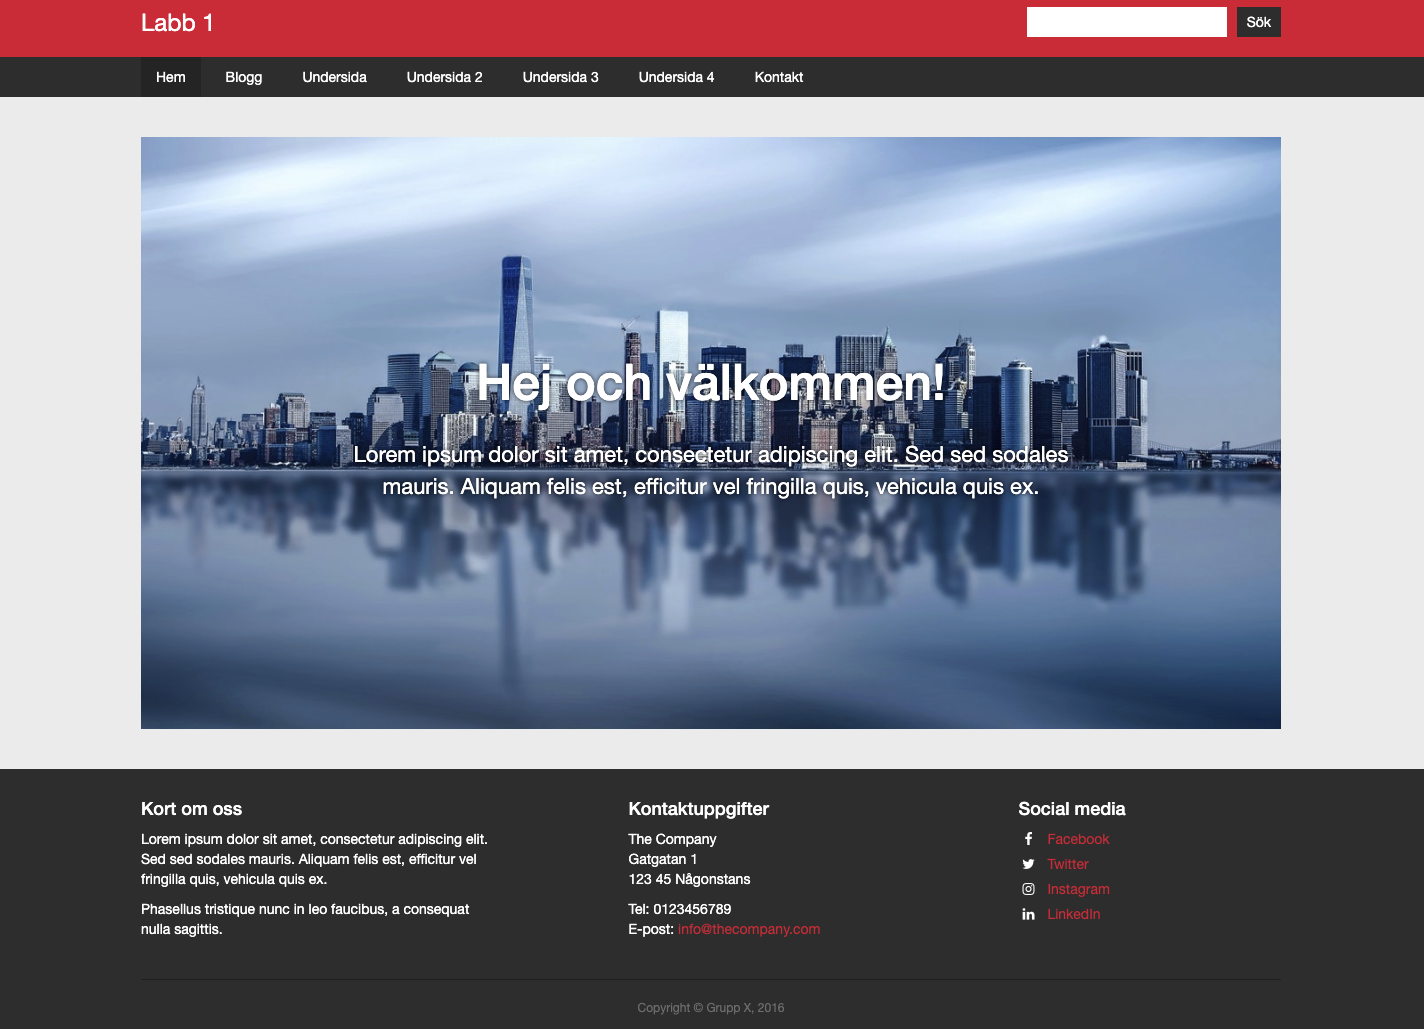 Labb 1
Sök
Hem Blogg Undersida Undersida 2 Undersida 3 Undersida 4 Kontakt
Hej och välkommen!
Lorem ipsum dolor sit amet, consectetur adipiscing elit. Sed sed sodales
mauris. Aliquam felis est, efficitur vel fringilla quis, vehicula quis ex.
Kort om oss
Lorem ipsum dolor sit amet, consectetur adipiscing elit.
Sed sed sodales mauris. Aliquam felis est, efficitur vel
fringilla quis, vehicula quis ex.
Phasellus tristique nunc in leo faucibus, a consequat
nulla sagittis.
Kontaktuppgifter
The Company
Gatgatan 1
123 45 Någonstans
Tel: 0123456789
E-post: info@thecompany.com
Social media
Facebook
Twitter
Instagram
LinkedIn
Copyright © Grupp X, 2016